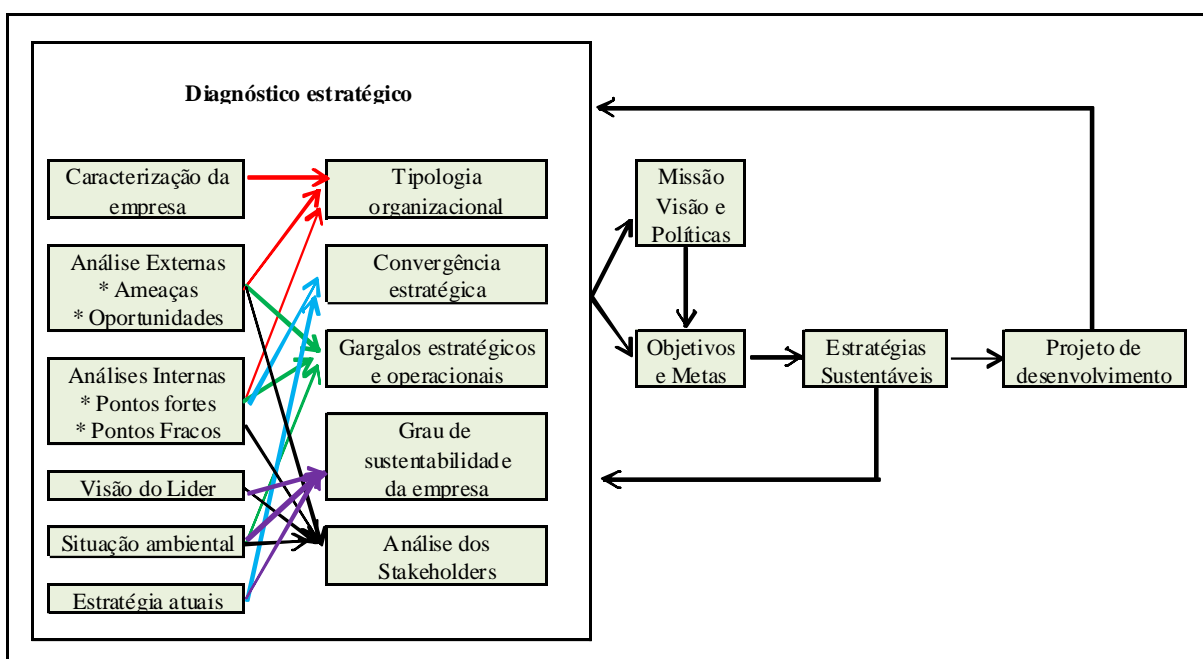 Diagnóstico estratégico
Caracterização da
empresa
Análise Externas
* Ameaças
* Oportunidades
Análises Internas
* Pontos fortes
* Pontos Fracos
Visão do Lider
Situação ambiental
Estratégia atuais
Tipologia
organizacional
Convergência
estratégica
Gargalos estratégicos
e operacionais
Grau de
sustentabilidade
da empresa
Análise dos
Stakeholders
Missão
Visão e
Políticas
Objetivos
e Metas
Estratégias
Sustentáveis
Projeto de
desenvolvimento